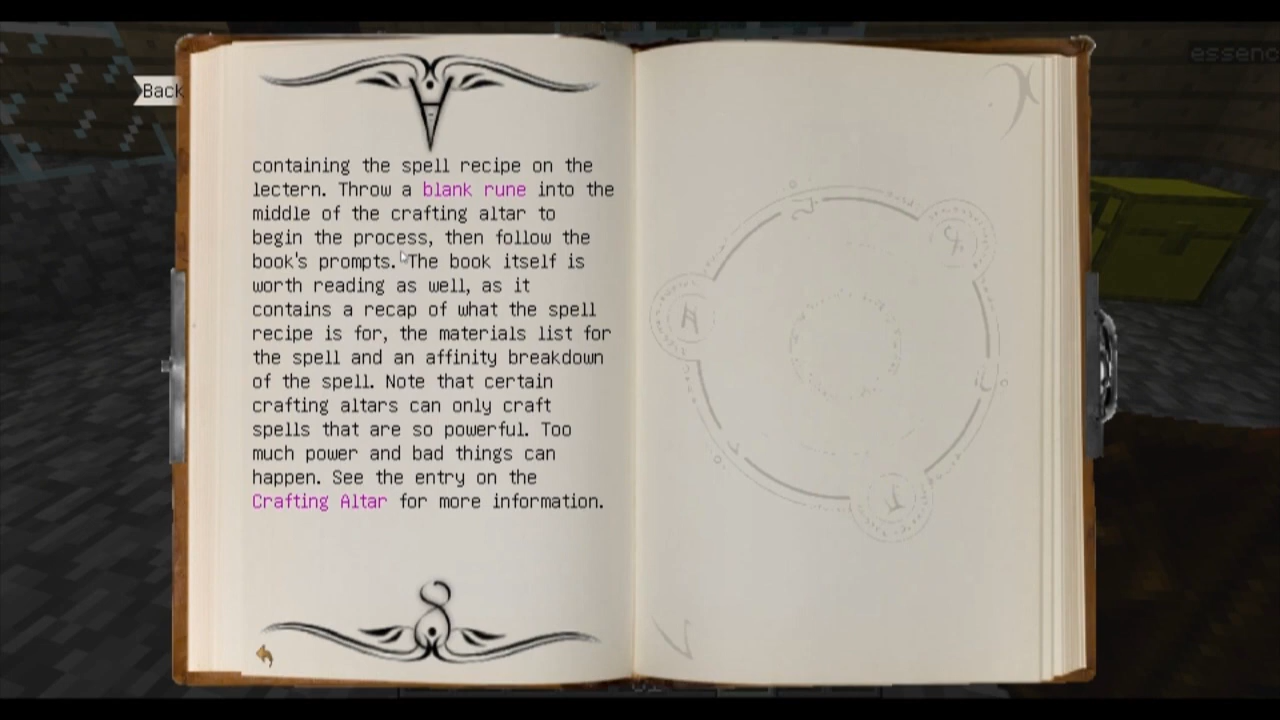 essenc
Back
containing the spell recipe on the
lectern. Throw a blank rune into the
middle of the crafting altar to
begin the process, then follow the
book's prompts. The book itself is
worth reading as well, as it
contains a recap of what the spell
recipe is for, the materials list for
the spell and an affinity breakdown
of the spell. Note that certain
crafting altars can only craft
spells that are so powerful. Too
much power and bad things can
happen. See the entry on the
Crafting Altar for more information.